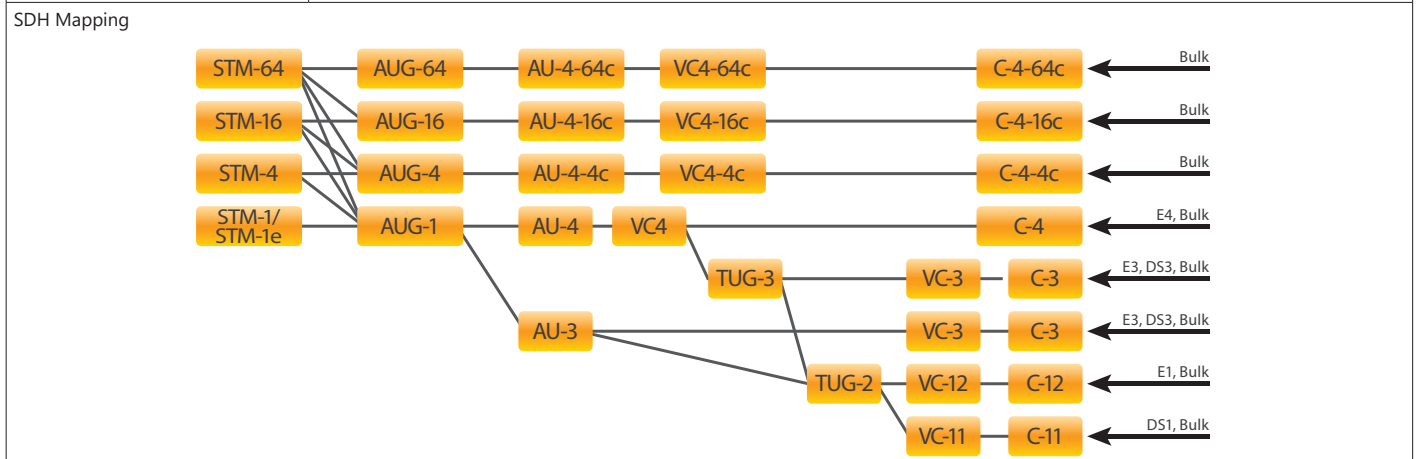 SDH Mapping
STM-64 AUG-64 AU-4-64c VC4-64c C-4-64c Bulk
STM-16 AUG-16 AU-4-16c VC4-16c C-4-16c Bulk
STM-4 AUG-4 AU-4-4c VC4-4c C-4-4c Bulk
STM-1/
STM-1e AUG-1 AU-4 VC4 C-4 E4, Bulk
TUG-3 VC-3 C-3 E3, DS3, Bulk
AU-3 VC-3 C-3 E3, DS3, Bulk
TUG-2 VC-12 C-12 E1, Bulk
VC-11 C-11 DS1, Bulk